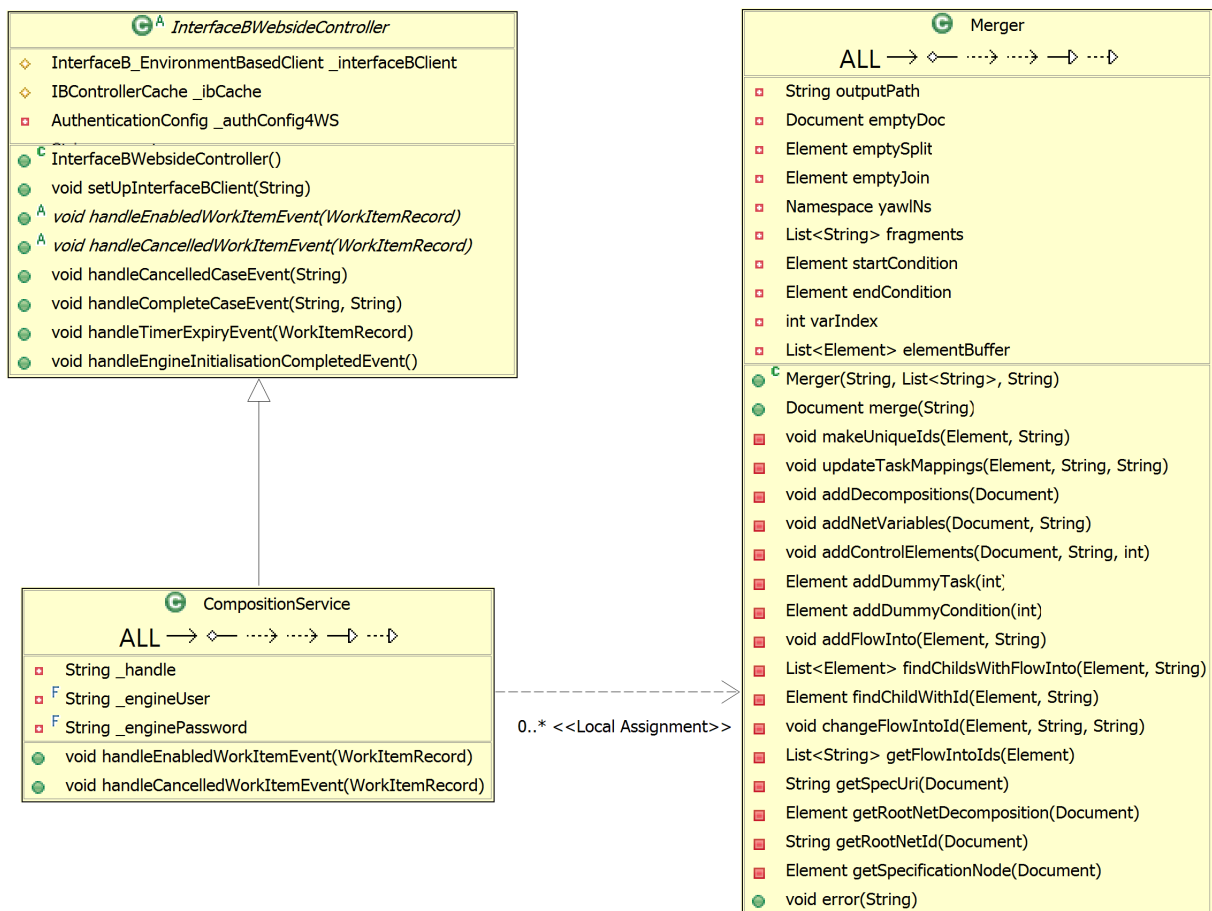 C A InterfaceBWebsideController
InterfaceB_EnvironmentBasedClient _interfaceBClient
IBControllerCache _ibCache
AuthenticationConfig _authConfig4WS
C InterfaceBWebsideController()
void setUpInterfaceBClient(String)
A void handleEnabledWorkItemEvent(WorkItemRecord)
A void handleCancelledWorkItemEvent(WorkItemRecord)
void handleCancelledCaseEvent(String)
void handleCompleteCaseEvent(String, String)
void handleTimerExpiryEvent(WorkItemRecord)
void handleEngineInitialisationCompletedEvent()
C CompositionService
ALL
String _handle
F String _engineUser
F String _enginePassword
void handleEnabledWorkItemEvent(WorkItemRecord)
void handleCancelledWorkItemEvent(WorkItemRecord)
0..* <<Local Assignment>>
C Merger
ALL
String outputPath
Document emptyDoc
Element emptySplit
Element emptyJoin
Namespace yawlNs
List<String> fragments
Element startCondition
Element endCondition
int varIndex
List<Element> elementBuffer
C Merger(String, List<String>, String)
Document merge(String)
void makeUniqueIds(Element, String)
void updateTaskMappings(Element, String, String)
void addDecompositions(Document)
void addNetVariables(Document, String)
void addControlElements(Document, String, int)
Element addDummyTask(int)
Element addDummyCondition(int)
void addFlowInto(Element, String)
List<Element> findChildsWithFlowInto(Element, String)
Element findChildWithId(Element, String)
void changeFlowIntoId(Element, String, String)
List<String> getFlowIntoIds(Element)
String getSpecUri(Document)
Element getRootNetDecomposition(Document)
String getRootNetId(Document)
Element getSpecificationNode(Document)
void error(String)